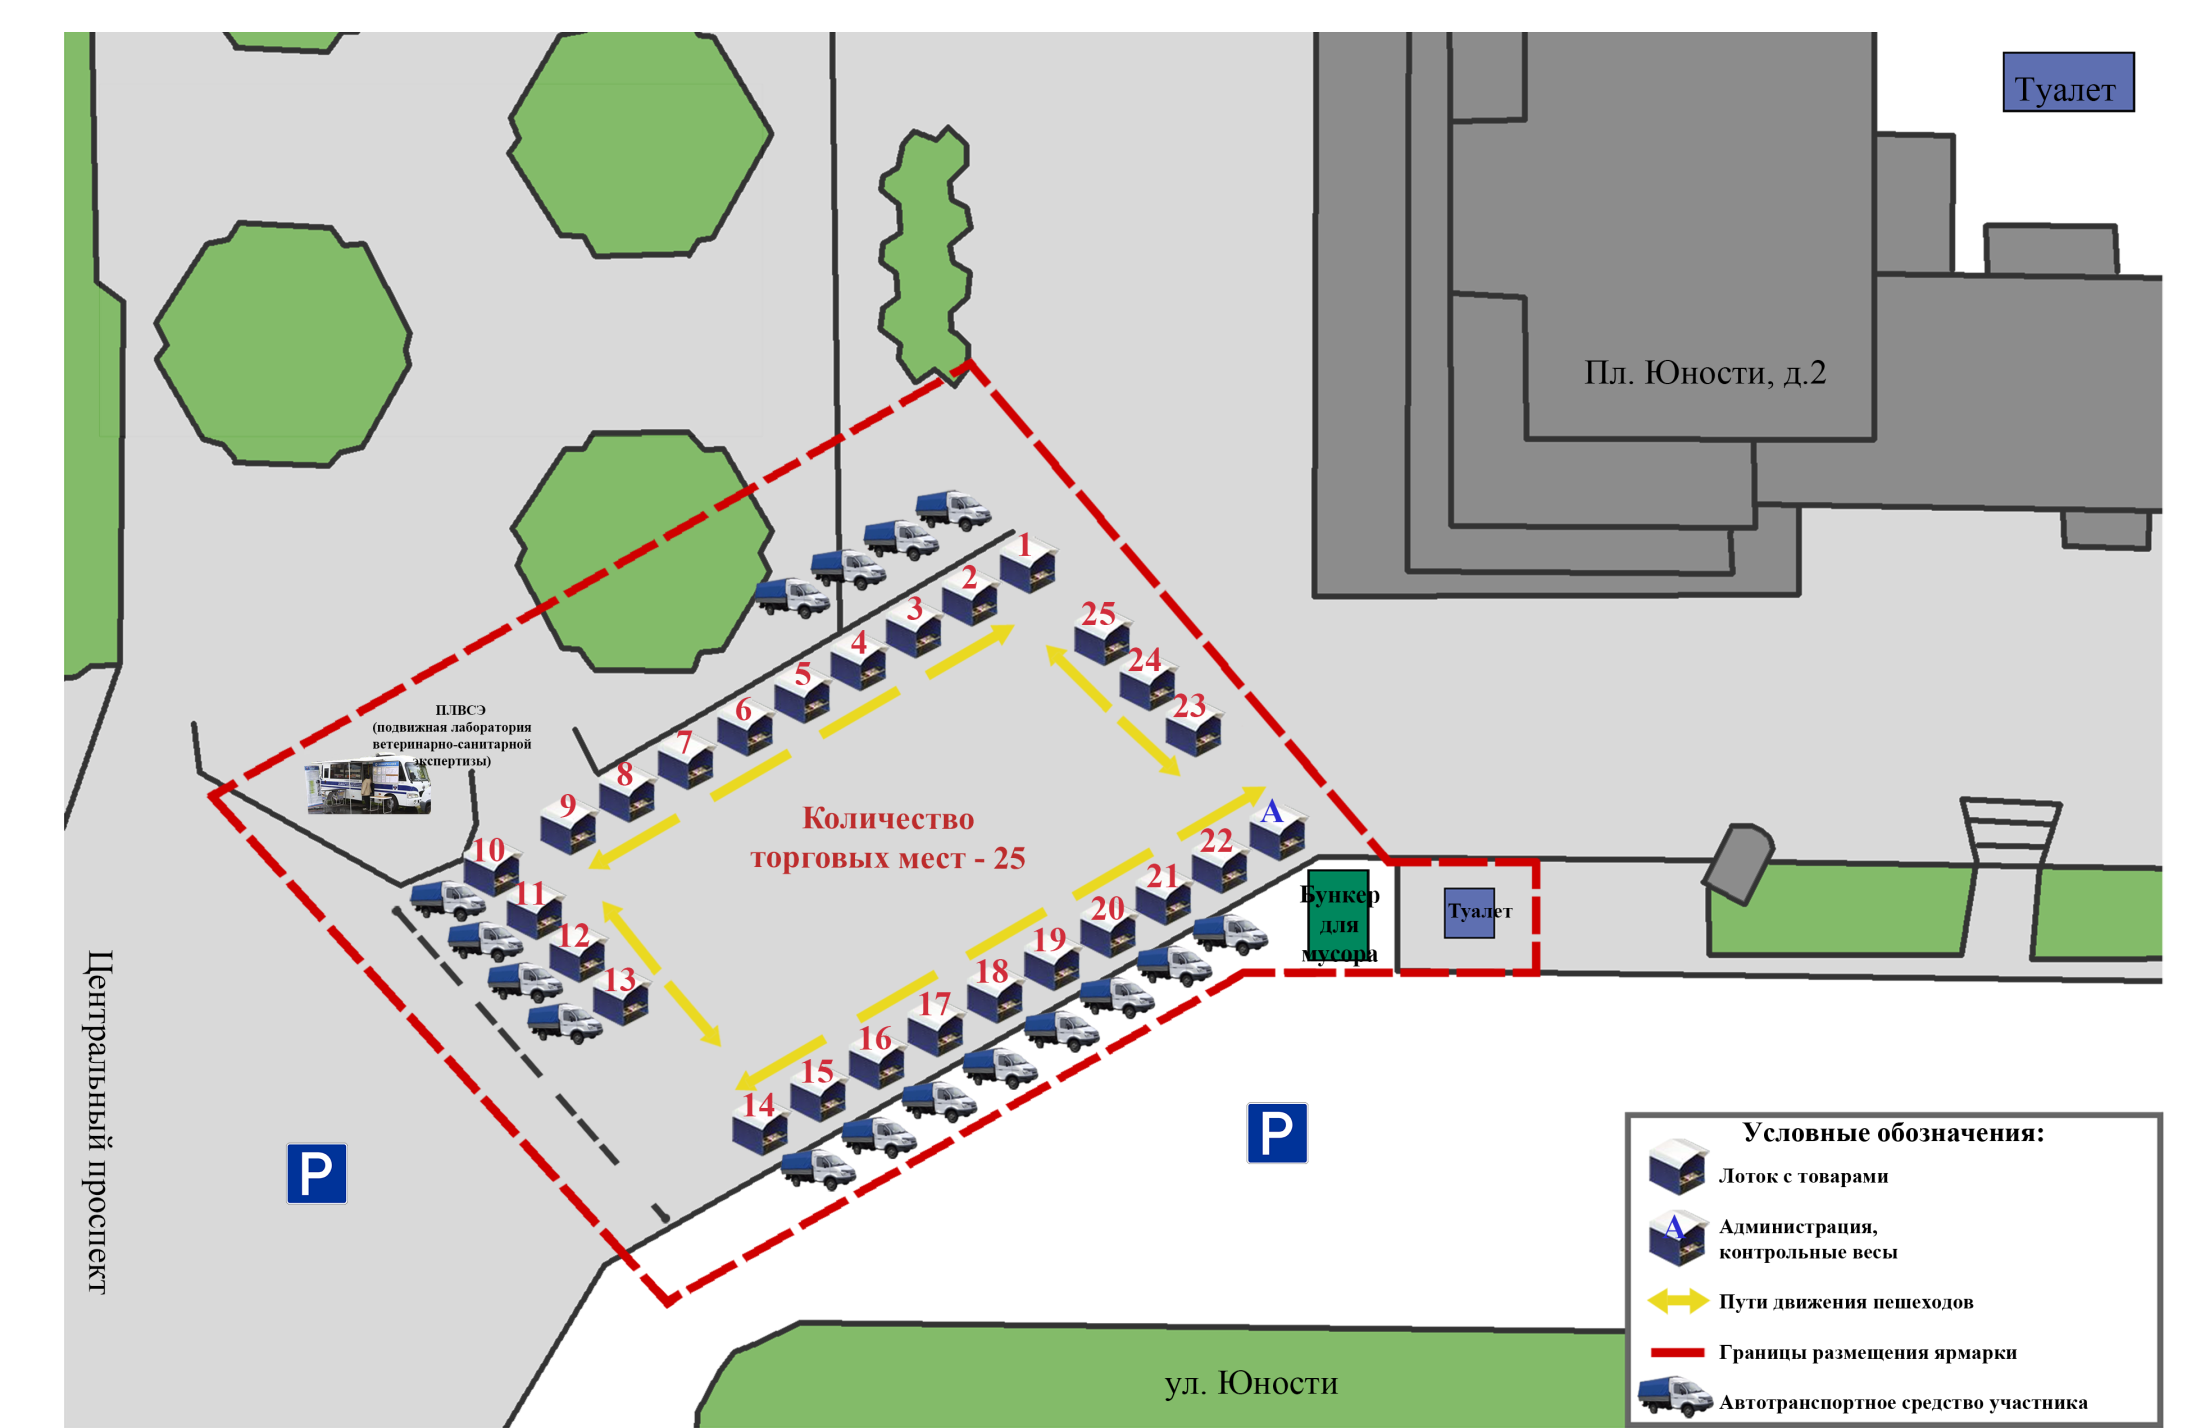 Туалет
Пл. Юности, д.2
1
2
3
4
5
6
7
8
9
10
11
12
13
14
15
16
17
18
19
20
21
22
А
23
24
25
ПЛВСЭ
(подвижная лаборатория
ветеринарно-санитарной
экспертизы)
Количество
торговых мест - 25
Бункер
для
мусора
Туалет
Центральный проспект
P
P
ул. Юности
Условные обозначения:
Лоток с товарами
А
Администрация,
контрольные весы
Пути движения пешеходов
Границы размещения ярмарки
Автотранспортное средство участника